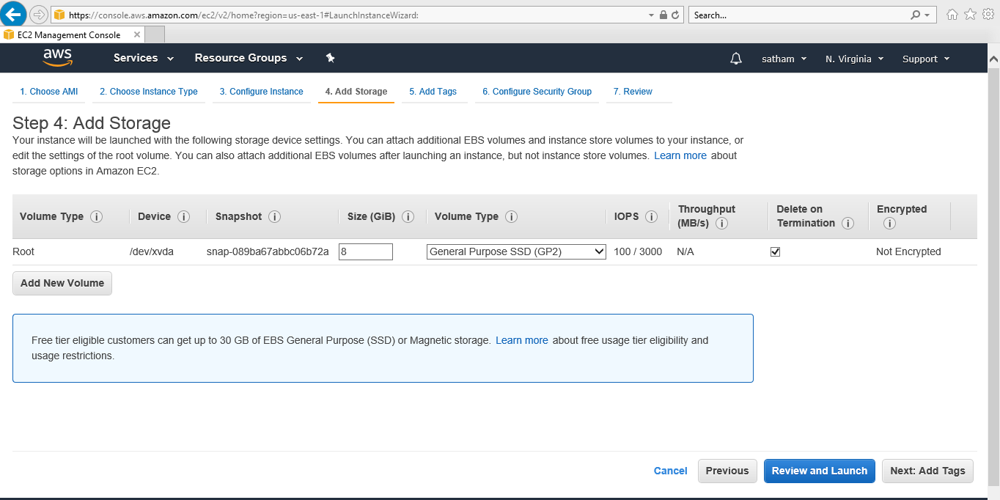 https://console.aws.amazon.com/ec2/v2/home?region=us-east-1#LaunchInstanceWizard:
Search...
EC2 Management Console
aws
Services
Resource Groups
satham
N. Virginia
Support
1. Choose AMI
2. Choose Instance Type
3. Configure Instance
4. Add Storage
5. Add Tags
6. Configure Security Group
7. Review
Step 4: Add Storage
Your instance will be launched with the following storage device settings. You can attach additional EBS volumes and instance store volumes to your instance, or
edit the settings of the root volume. You can also attach additional EBS volumes after launching an instance, but not instance store volumes. Learn more about
storage options in Amazon EC2.
Volume Type i
Device i
Snapshot i
Size (GiB) i
Volume Type i
IOPS i
Throughput
(MB/s) i
Delete on
Termination i
Encrypted
i
Root
/dev/xvda
snap-089ba67abbc06b72a
8
General Purpose SSD (GP2)
100 / 3000
N/A
Not Encrypted
Add New Volume
Free tier eligible customers can get up to 30 GB of EBS General Purpose (SSD) or Magnetic storage. Learn more about free usage tier eligibility and
usage restrictions.
Cancel
Previous
Review and Launch
Next: Add Tags